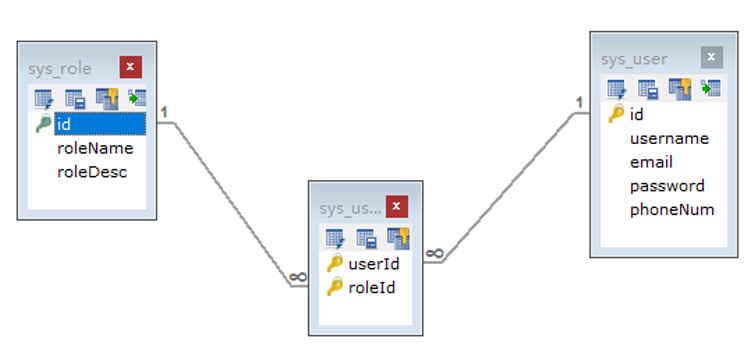 sys_role
x
id
roleName
roleDesc
1
∞
sys_us...
x
userId
roleId
∞
1
sys_user
x
id
username
email
password
phoneNum